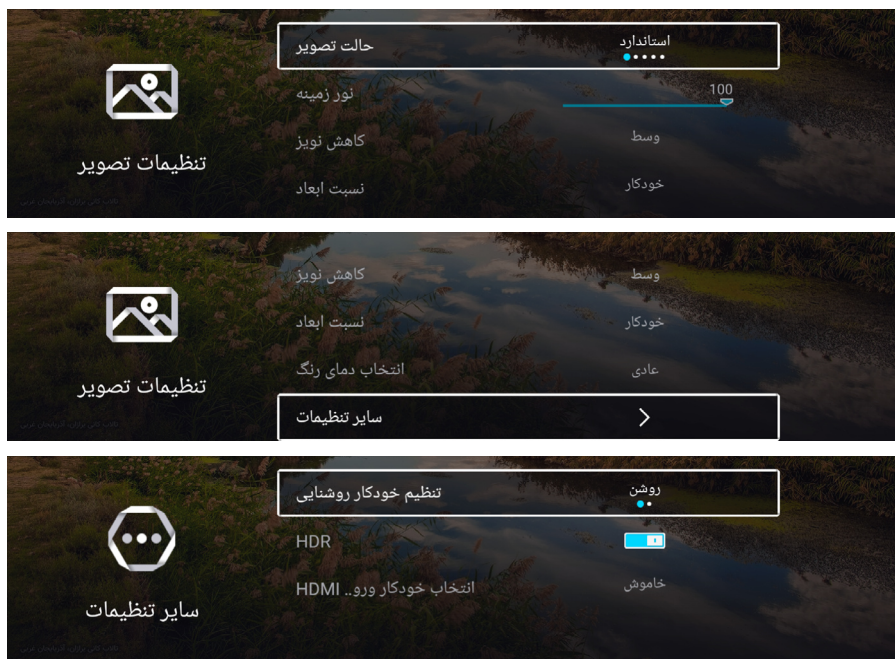 حالت تصویر استاندارد
نور زمینه 100
کاهش نویز وسط
نسبت ابعاد خودکار
تنظیمات تصویر
کاهش نویز وسط
نسبت ابعاد خودکار
انتخاب دمای رنگ عادی
سایر تنظیمات
تنظیمات تصویر
تنظیم خودکار روشنایی روشن
HDR
انتخاب خودکار ورو.. HDMI خاموش
سایر تنظیمات